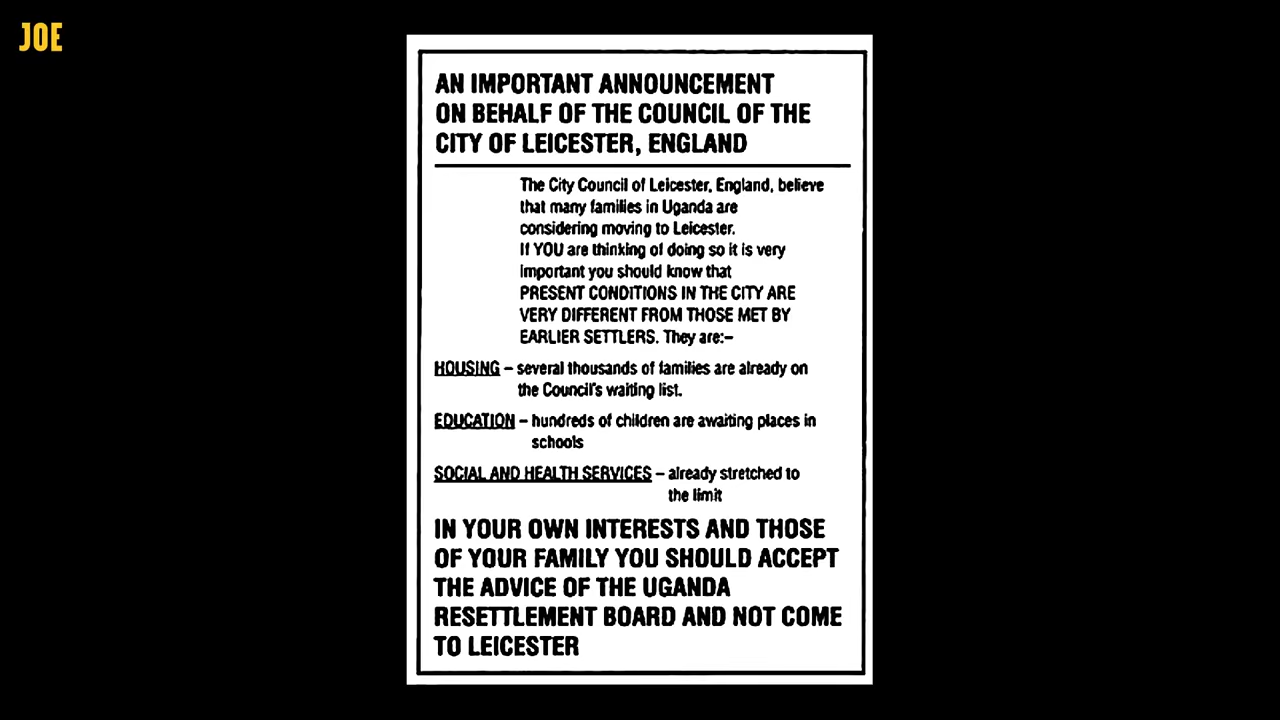 JOE
AN IMPORTANT ANNOUNCEMENT
ON BEHALF OF THE COUNCIL OF THE
CITY OF LEICESTER, ENGLAND
The City Council of Leicester, England, believe
that many families in Uganda are
considering moving to Leicester.
If YOU are thinking of doing so it is very
important you should know that
PRESENT CONDITIONS IN THE CITY ARE
VERY DIFFERENT FROM THOSE MET BY
EARLIER SETTLERS. They are:–
HOUSING – several thousands of families are already on
the Council's waiting list.
EDUCATION – hundreds of children are awaiting places in
schools
SOCIAL AND HEALTH SERVICES – already stretched to
the limit
IN YOUR OWN INTERESTS AND THOSE
OF YOUR FAMILY YOU SHOULD ACCEPT
THE ADVICE OF THE UGANDA
RESETTLEMENT BOARD AND NOT COME
TO LEICESTER